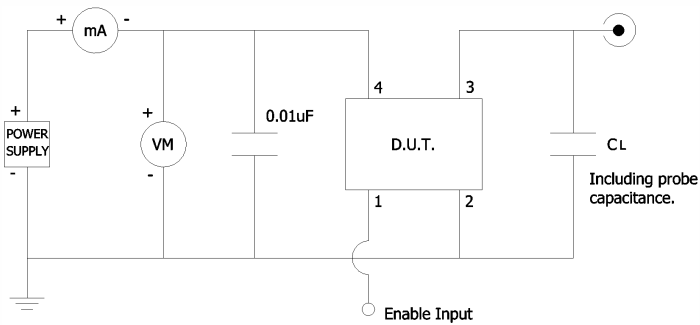 + mA -
+ POWER SUPPLY -
+ VM -
0.01uF
4 3
D.U.T.
1 2
CL
Including probe
capacitance.
Enable Input